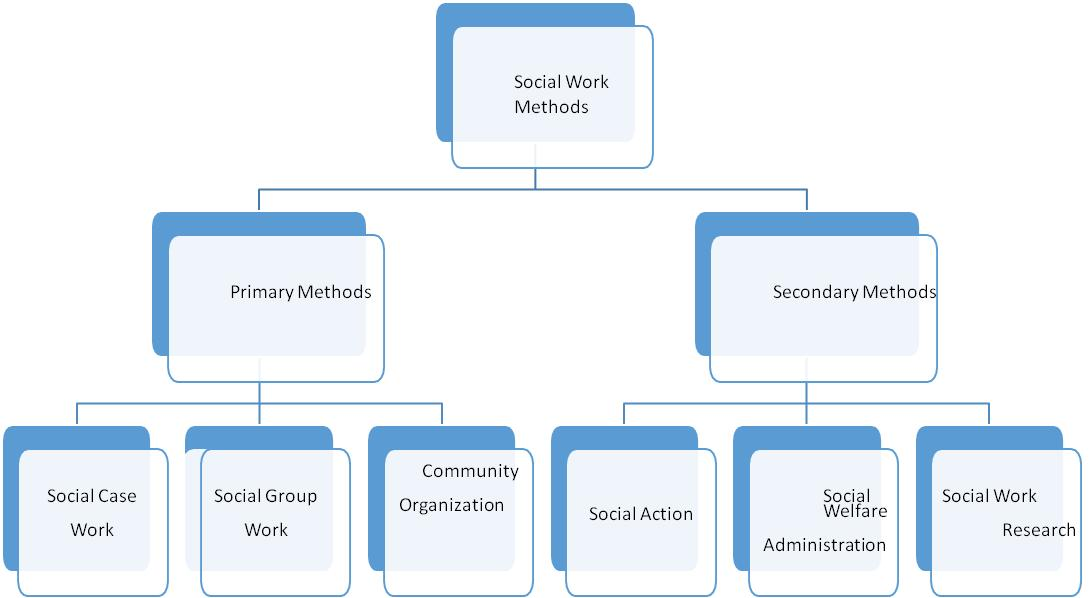 Social Work
Methods
Primary Methods
Secondary Methods
Social Case
Work
Social Group
Work
Community
Organization
Social Action
Social
Welfare
Administration
Social Work
Research